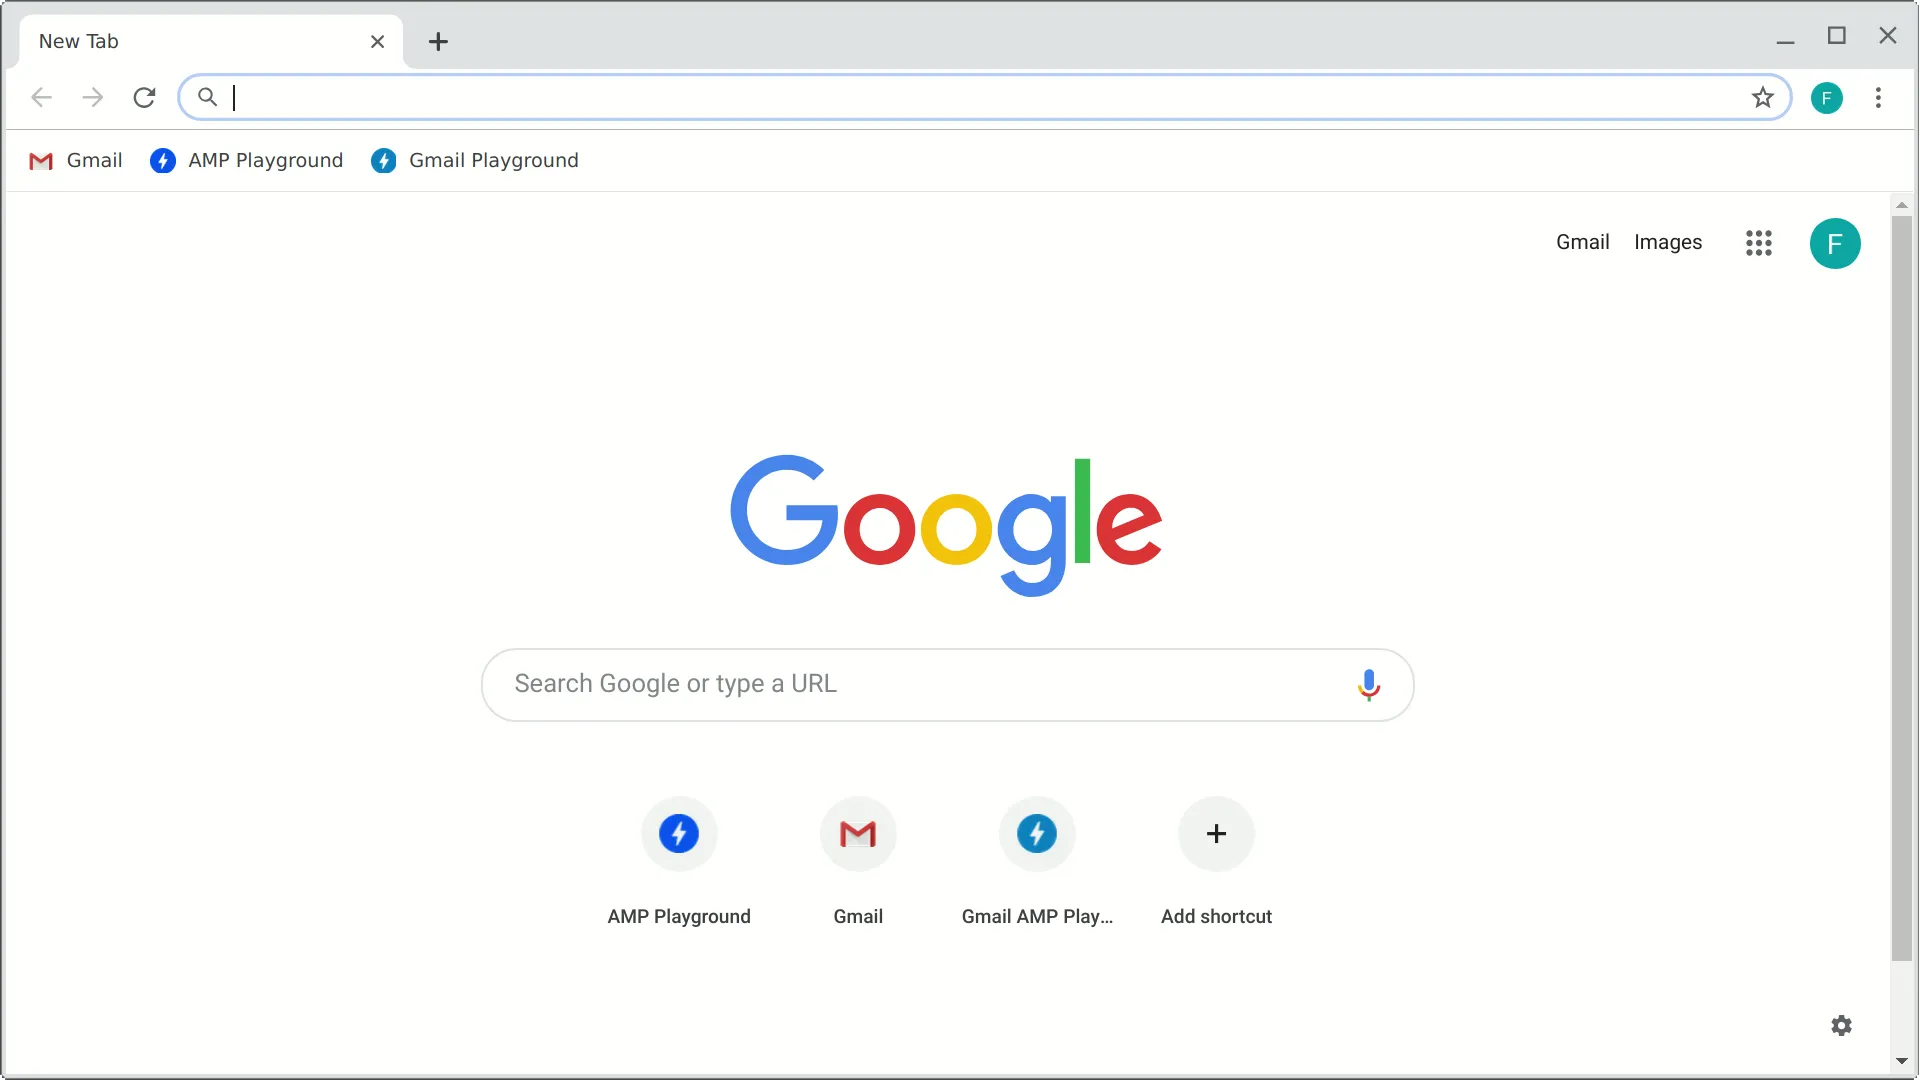 New Tab
F
Gmail
AMP Playground
Gmail Playground
Gmail
Images
F
Google
Search Google or type a URL
AMP Playground
Gmail
Gmail AMP Play...
Add shortcut